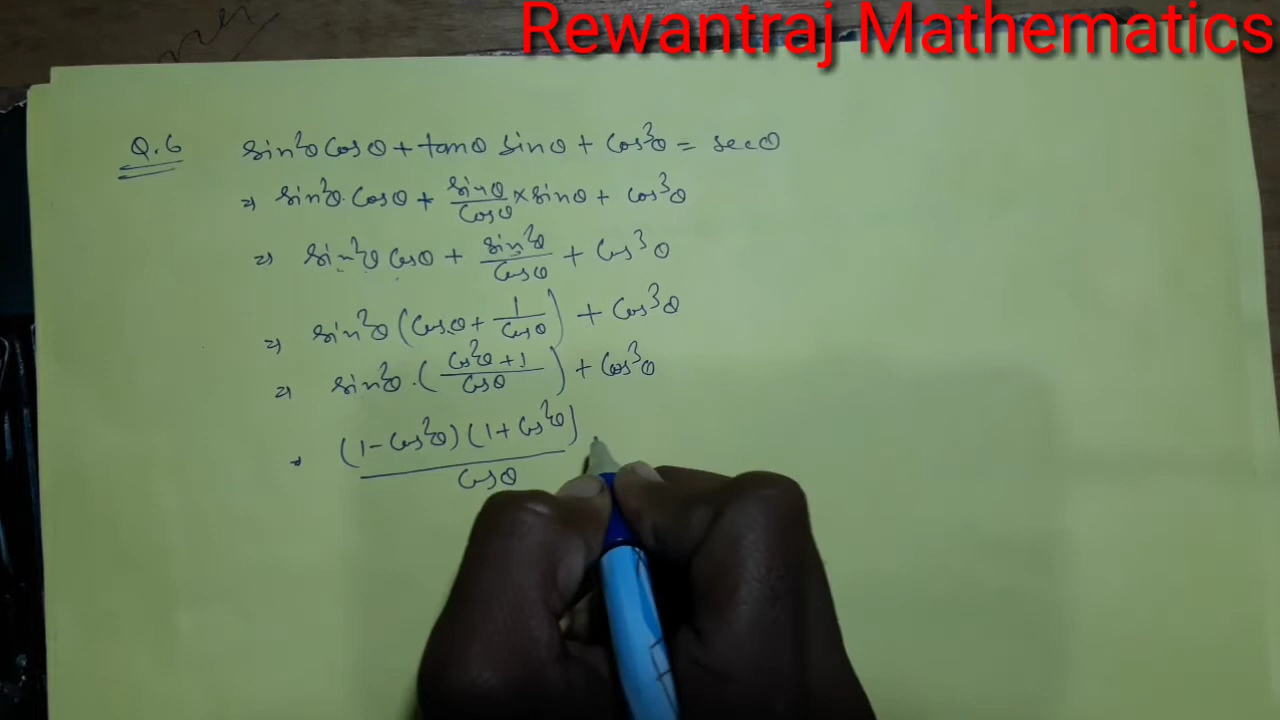 Rewantraj Mathematics
Q.6 sin²θ cosθ + tanθ sinθ + cos³θ = secθ
⇒ sin²θ. cosθ + sinθ/cosθ × sinθ + cos³θ
⇒ sin²θ cosθ + sin²θ/cosθ + cos³θ
⇒ sin²θ (cosθ + 1/cosθ) + cos³θ
⇒ sin²θ . (cos²θ + 1/cosθ) + cos³θ
⇒ (1 - cos²θ) (1 + cos²θ)/cosθ